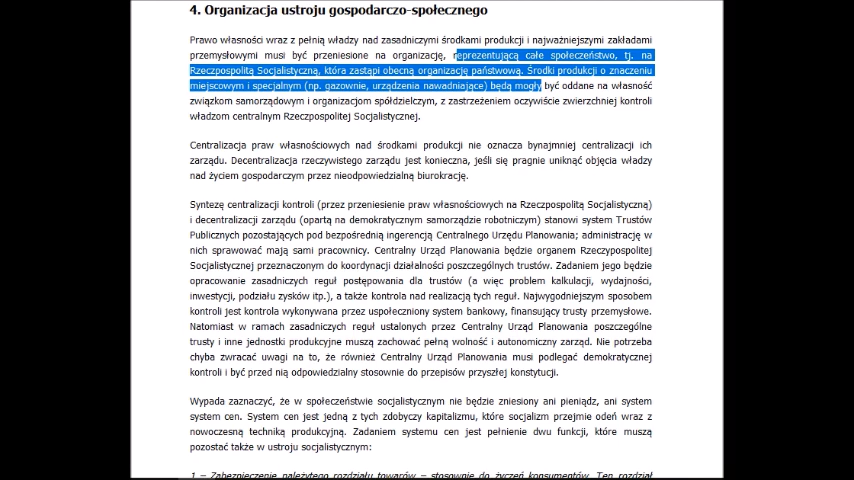 4. Organizacja ustroju gospodarczo-społecznego
Prawo własności wraz z pełnią władzy nad zasadniczymi środkami produkcji i najważniejszymi zakładami
przemysłowymi musi być przeniesione na organizację, reprezentującą całe społeczeństwo, tj. na
Rzeczpospolitą Socjalistyczną, która zastąpi obecną organizację państwową. Środki produkcji o znaczeniu
miejscowym i specjalnym (np. gazownie, urządzenia nawadniające) będą mogły być oddane na własność
związkom samorządowym i organizacjom spółdzielczym, z zastrzeżeniem oczywiście zwierzchniej kontroli
władzom centralnym Rzeczpospolitej Socjalistycznej.
Centralizacja praw własnościowych nad środkami produkcji nie oznacza bynajmniej centralizacji ich
zarządu. Decentralizacja rzeczywistego zarządu jest konieczna, jeśli się pragnie uniknąć objęcia władzy
nad życiem gospodarczym przez nieodpowiedzialną biurokrację.
Syntezę centralizacji kontroli (przez przeniesienie praw własnościowych na Rzeczpospolitą Socjalistyczną)
i decentralizacji zarządu (opartą na demokratycznym samorządzie robotniczym) stanowi system Trustów
Publicznych pozostających pod bezpośrednią ingerencją Centralnego Urzędu Planowania; administrację w
nich sprawować mają sami pracownicy. Centralny Urząd Planowania będzie organem Rzeczypospolitej
Socjalistycznej przeznaczonym do koordynacji działalności poszczególnych trustów. Zadaniem jego będzie
opracowanie zasadniczych reguł postępowania dla trustów (a więc problem kalkulacji, wydajności,
inwestycji, podziału zysków itp.), a także kontrola nad realizacją tych reguł. Najwygodniejszym sposobem
kontroli jest kontrola wykonywana przez uspołeczniony system bankowy, finansujący trusty przemysłowe.
Natomiast w ramach zasadniczych reguł ustalonych przez Centralny Urząd Planowania poszczególne
trusty i inne jednostki produkcyjne muszą zachować pełną wolność i autonomiczny zarząd. Nie potrzeba
chyba zwracać uwagi na to, że również Centralny Urząd Planowania musi podlegać demokratycznej
kontroli i być przed nią odpowiedzialny stosownie do przepisów przyszłej konstytucji.
Wypada zaznaczyć, że w społeczeństwie socjalistycznym nie będzie zniesiony ani pieniądz, ani system
system cen. System cen jest jedną z tych zdobyczy kapitalizmu, które socjalizm przejmie odeń wraz z
nowoczesną techniką produkcyjną. Zadaniem systemu cen jest pełnienie dwu funkcji, które muszą
pozostać także w ustroju socjalistycznym:
1 – Zabezpieczenie należytego rozdziału towarów – stosownie do życzeń konsumentów. Ten rozdział